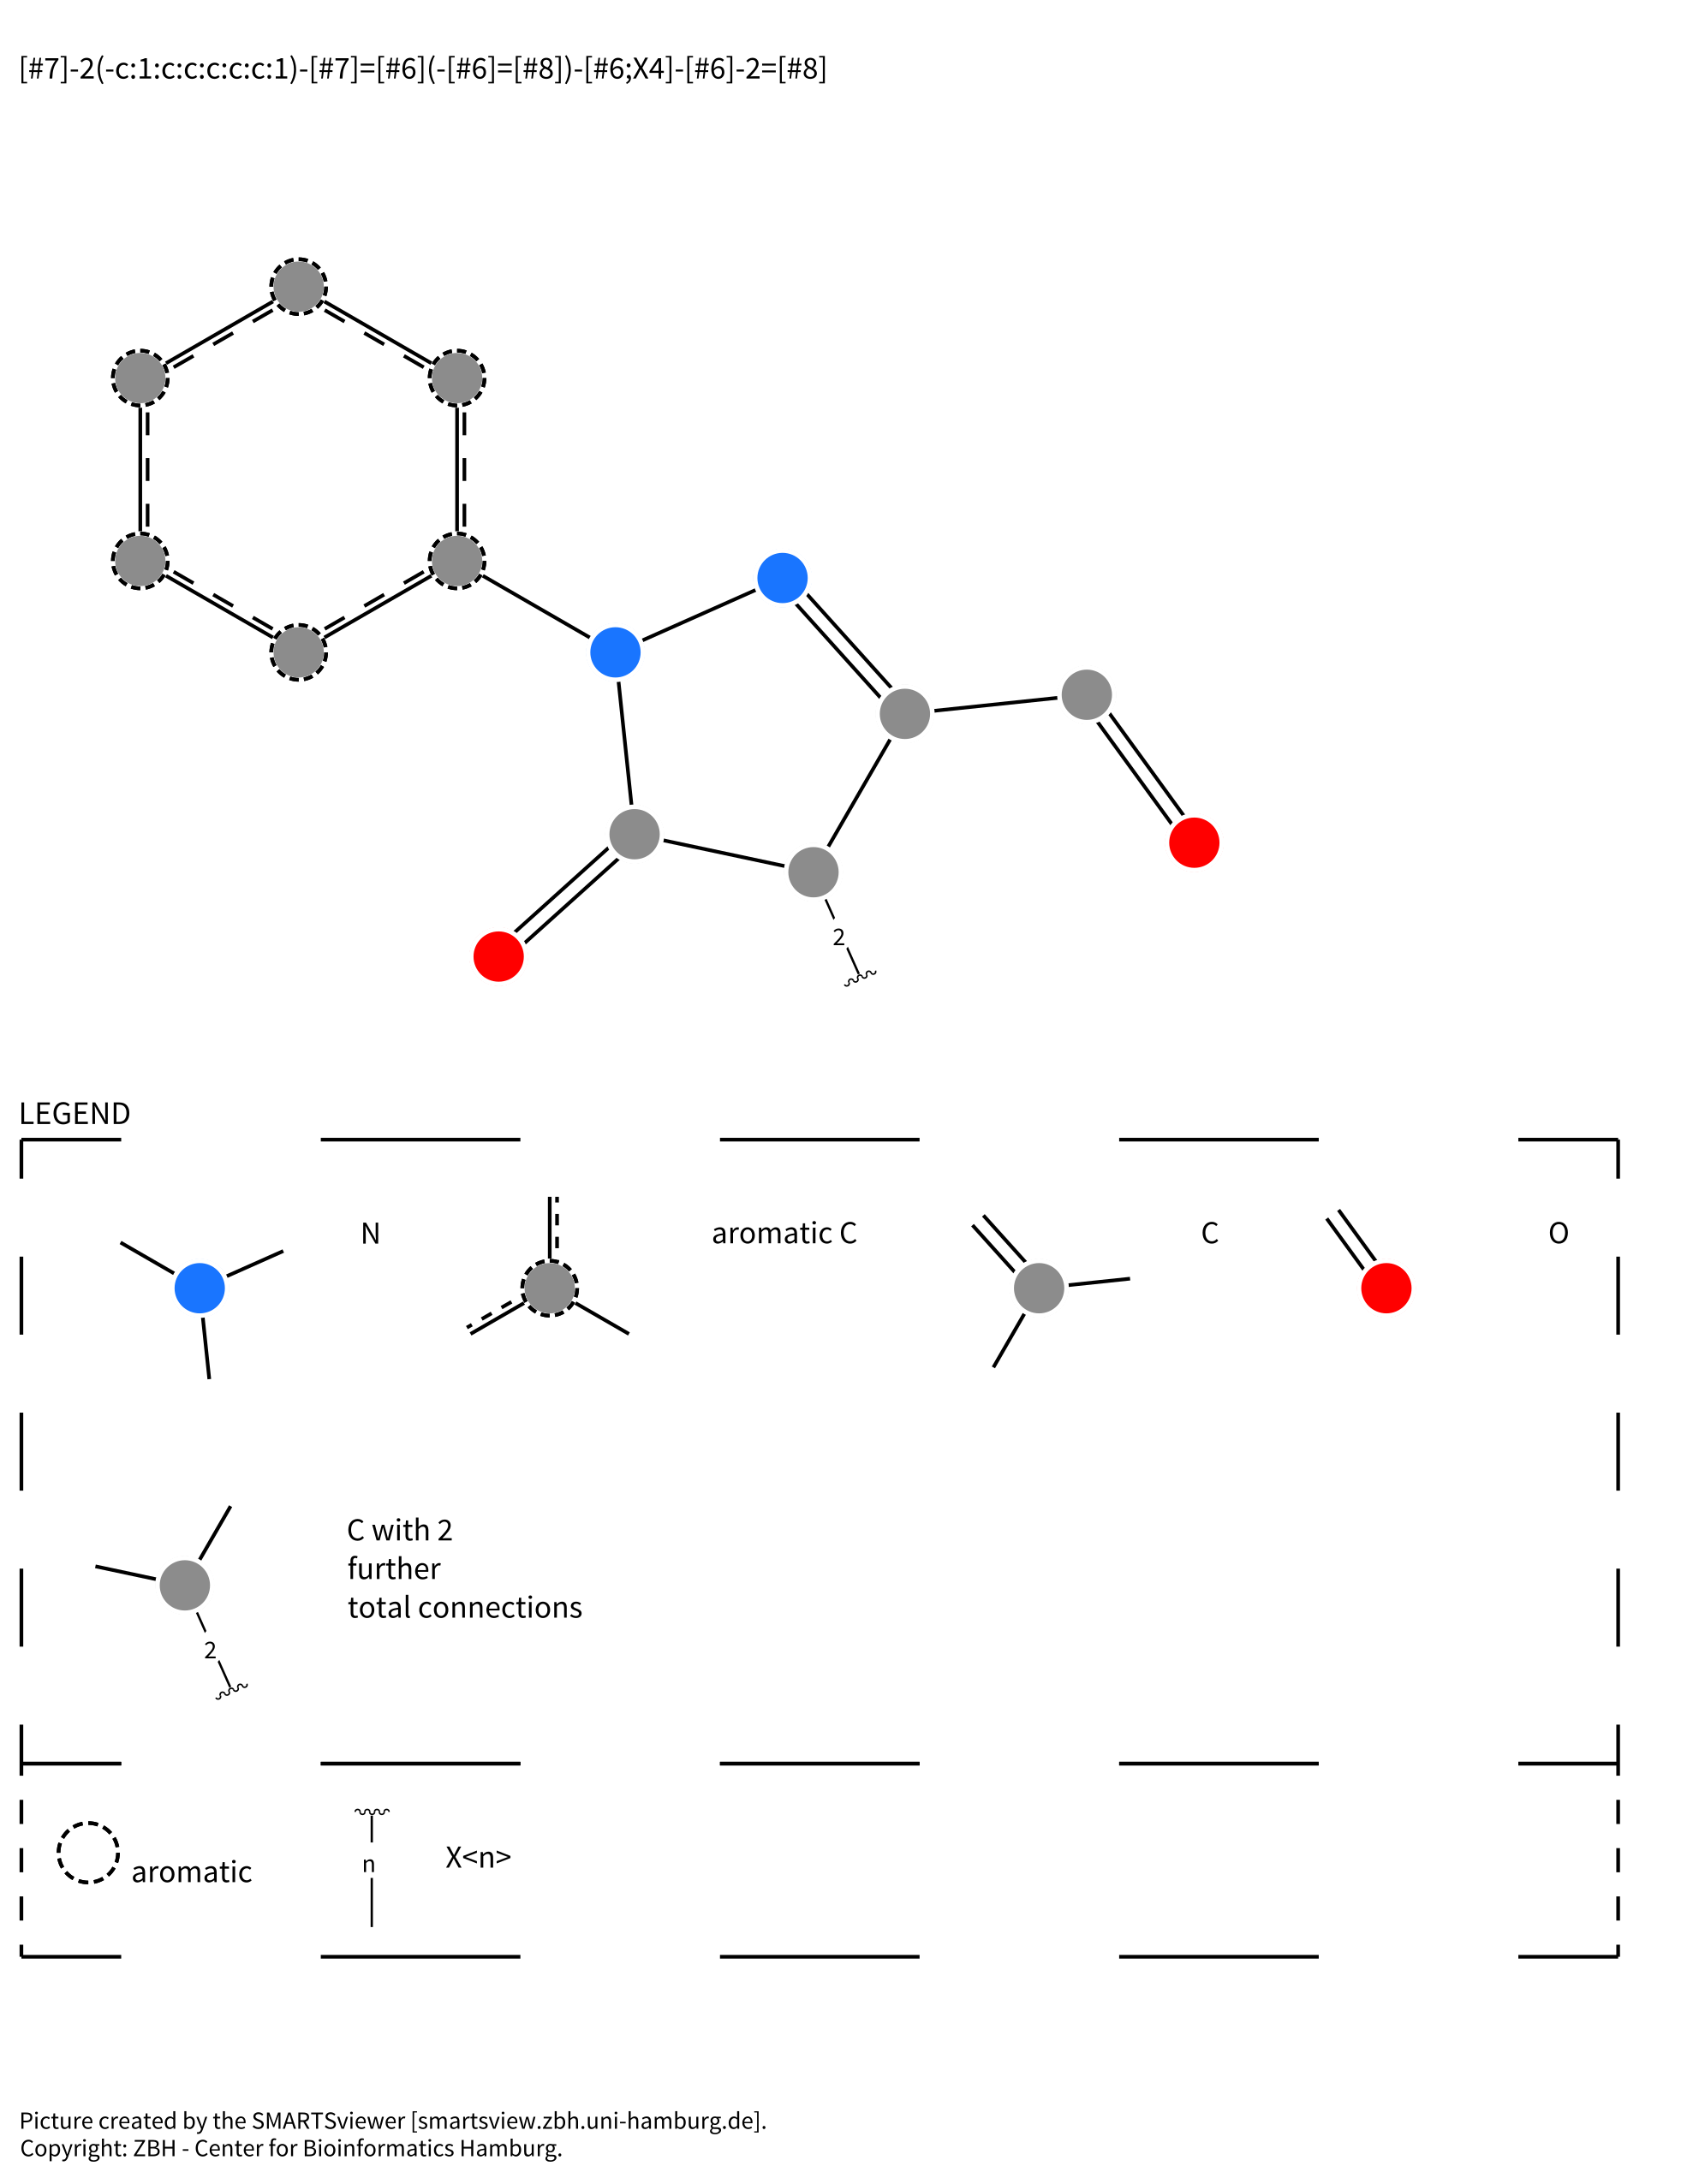 [#7]-2(-c:1:c:c:c:c:c:1)-[#7]=[#6](-[#6]=[#8])-[#6;X4]-[#6]-2=[#8]
2
LEGEND
N
aromatic C
C
O
C with 2
further
total connections
2
aromatic
n
X<n>
Picture created by the SMARTSviewer [smartsview.zbh.uni-hamburg.de].
Copyright: ZBH - Center for Bioinformatics Hamburg.